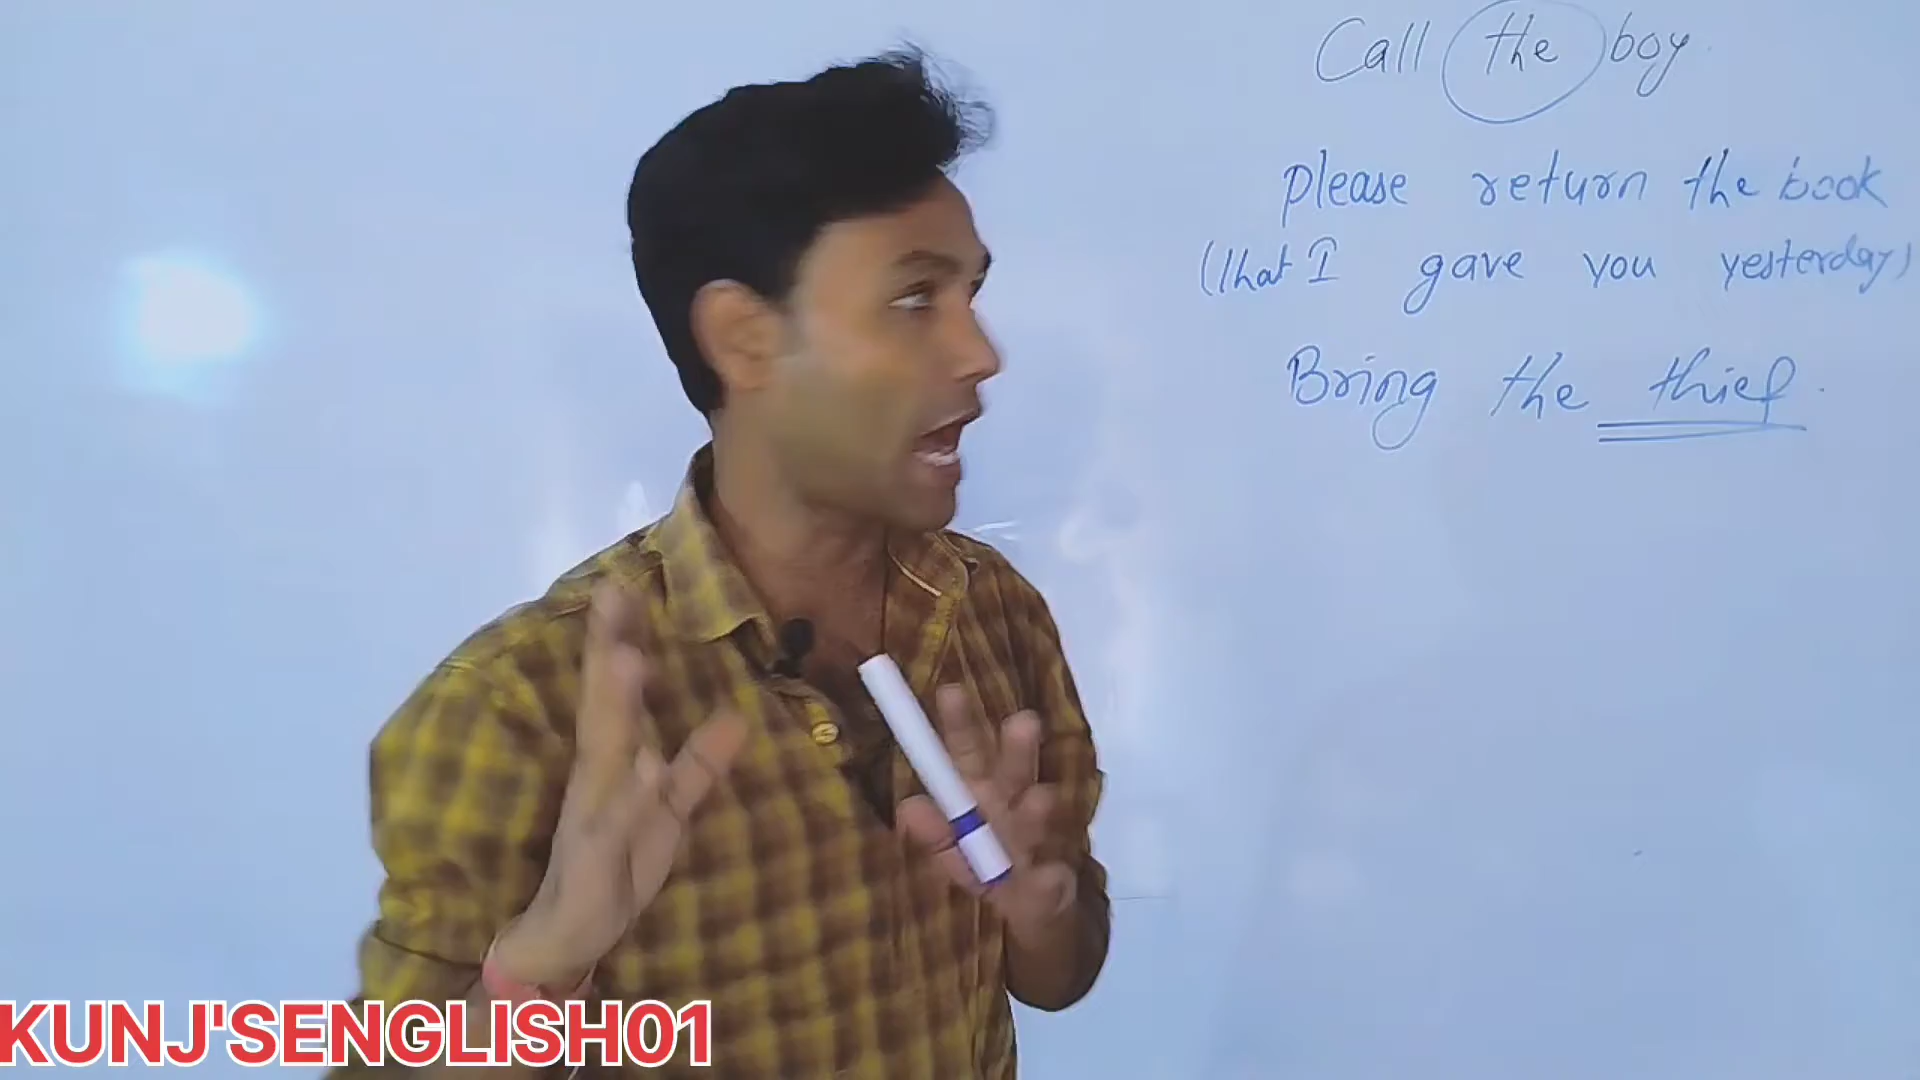 Call the boy.
please return the book
(that I gave you yesterday)
Bring the thief.
KUNJ'SENGLISH01